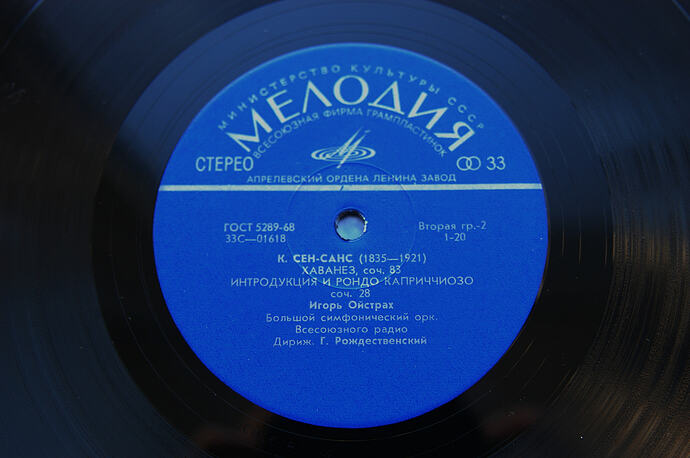 МИНИСТЕРСТВО КУЛЬТУРЫ СССР
МЕЛОДИЯ
ВСЕСОЮЗНАЯ ФИРМА ГРАМПЛАСТИНОК
СТЕРЕО 33
АПРЕЛЕВСКИЙ ОРДЕНА ЛЕНИНА ЗАВОД
ГОСТ 5289-68 Вторая гр.-2
33С—01618 1-20
К. СЕН-САНС (1835—1921)
ХАВАНЕЗ, соч. 83
ИНТРОДУКЦИЯ И РОНДО КАПРИЧЧИОЗО
соч. 28
Игорь Ойстрах
Большой симфонический орк.
Всесоюзного радио
Дириж. Г. Рождественский